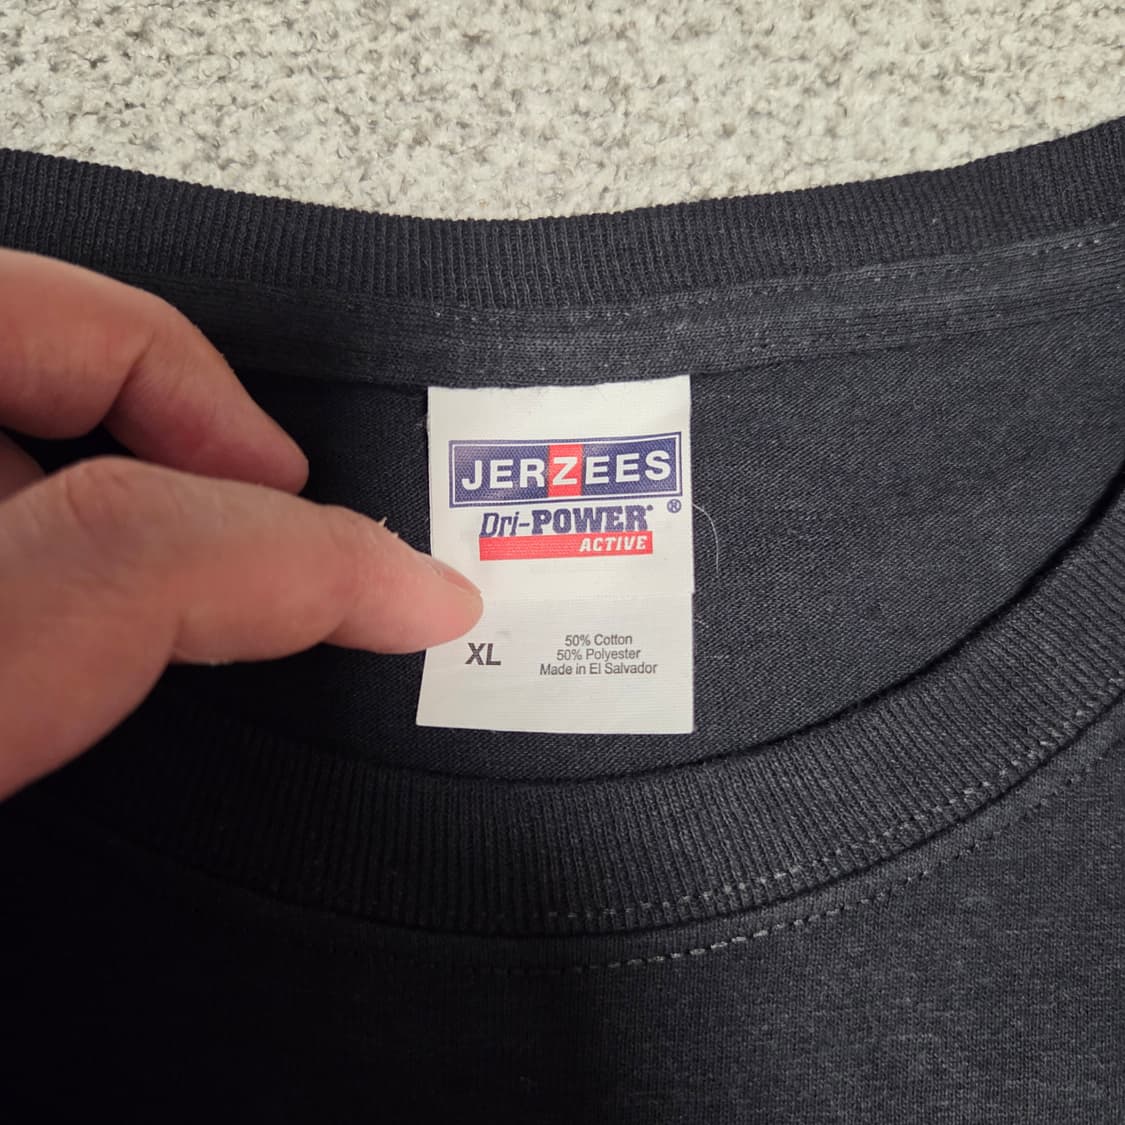 JERZEES
Dri-POWER®
ACTIVE
XL
50% Cotton
50% Polyester
Made in El Salvador